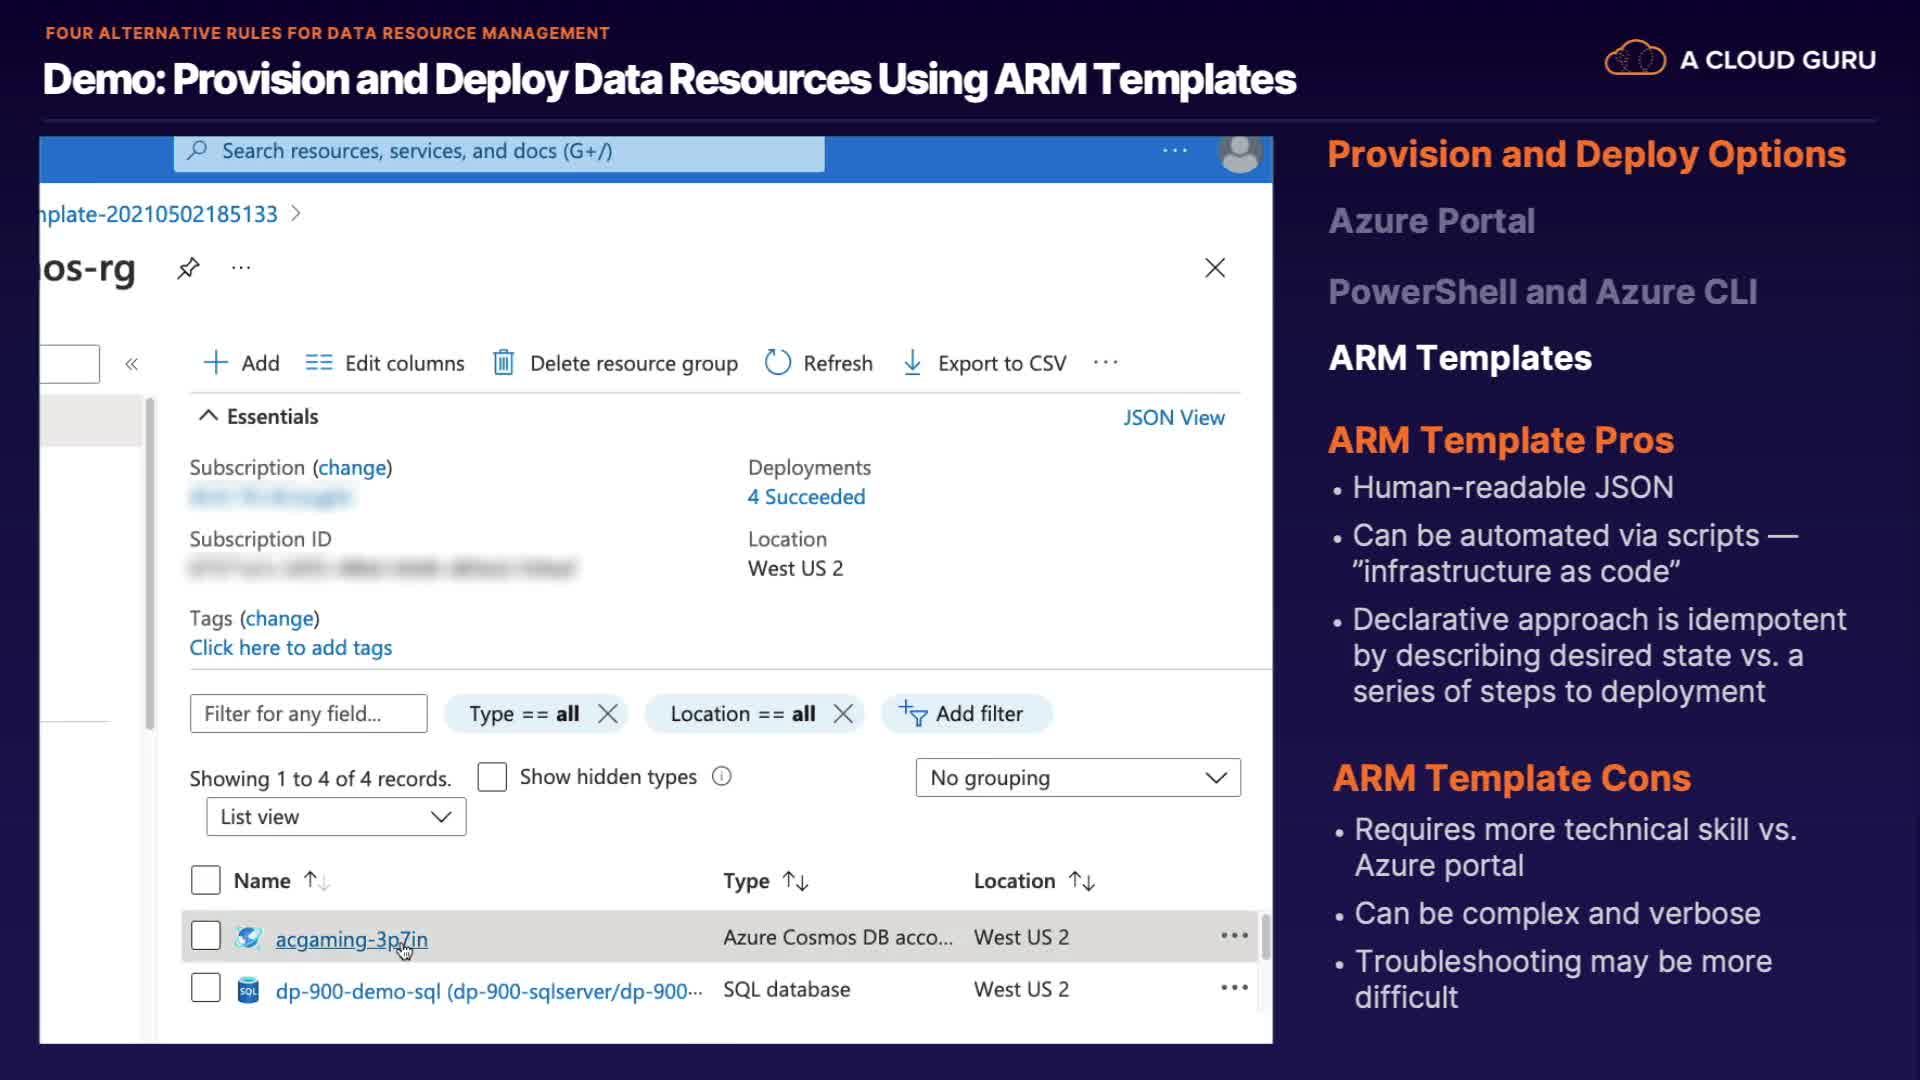 FOUR ALTERNATIVE RULES FOR DATA RESOURCE MANAGEMENT
Demo: Provision and Deploy Data Resources Using ARM Templates
A CLOUD GURU
Search resources, services, and docs (G+/)
mplate-20210502185133
os-rg
Add
Edit columns
Delete resource group
Refresh
Export to CSV
Essentials
JSON View
Subscription (change)
Deployments
4 Succeeded
Subscription ID
Location
West US 2
Tags (change)
Click here to add tags
Filter for any field...
Type == all
Location == all
Add filter
Showing 1 to 4 of 4 records.
Show hidden types
No grouping
List view
Name
Type
Location
acgaming-3p7in
Azure Cosmos DB acco...
West US 2
SQL
dp-900-demo-sql (dp-900-sqlserver/dp-900...
SQL database
West US 2
Provision and Deploy Options
Azure Portal
PowerShell and Azure CLI
ARM Templates
ARM Template Pros
• Human-readable JSON
• Can be automated via scripts —
"infrastructure as code"
• Declarative approach is idempotent
by describing desired state vs. a
series of steps to deployment
ARM Template Cons
• Requires more technical skill vs.
Azure portal
• Can be complex and verbose
• Troubleshooting may be more
difficult